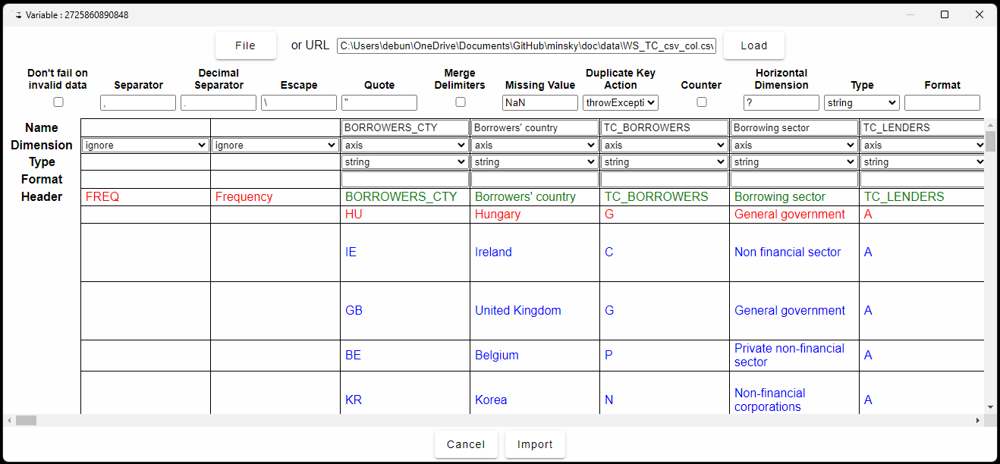 Variable : 2725860890848
File or URL C:\Users\debun\OneDrive\Documents\GitHub\minsky\doc\data\WS_TC_csv_col.csv Load
Don't fail on invalid data
Separator
Decimal Separator
Escape
Quote
Merge Delimiters
Missing Value
Duplicate Key Action
Counter
Horizontal Dimension
Type
Format
, . \ " NaN throwExcepti ? string
Name BORROWERS_CTY Borrowers' country TC_BORROWERS Borrowing sector TC_LENDERS
Dimension ignore ignore axis axis axis axis axis
Type string string string string string
Format
Header FREQ Frequency BORROWERS_CTY Borrowers' country TC_BORROWERS Borrowing sector TC_LENDERS
HU Hungary G General government A
IE Ireland C Non financial sector A
GB United Kingdom G General government A
BE Belgium P Private non-financial sector A
KR Korea N Non-financial corporations A
Cancel Import